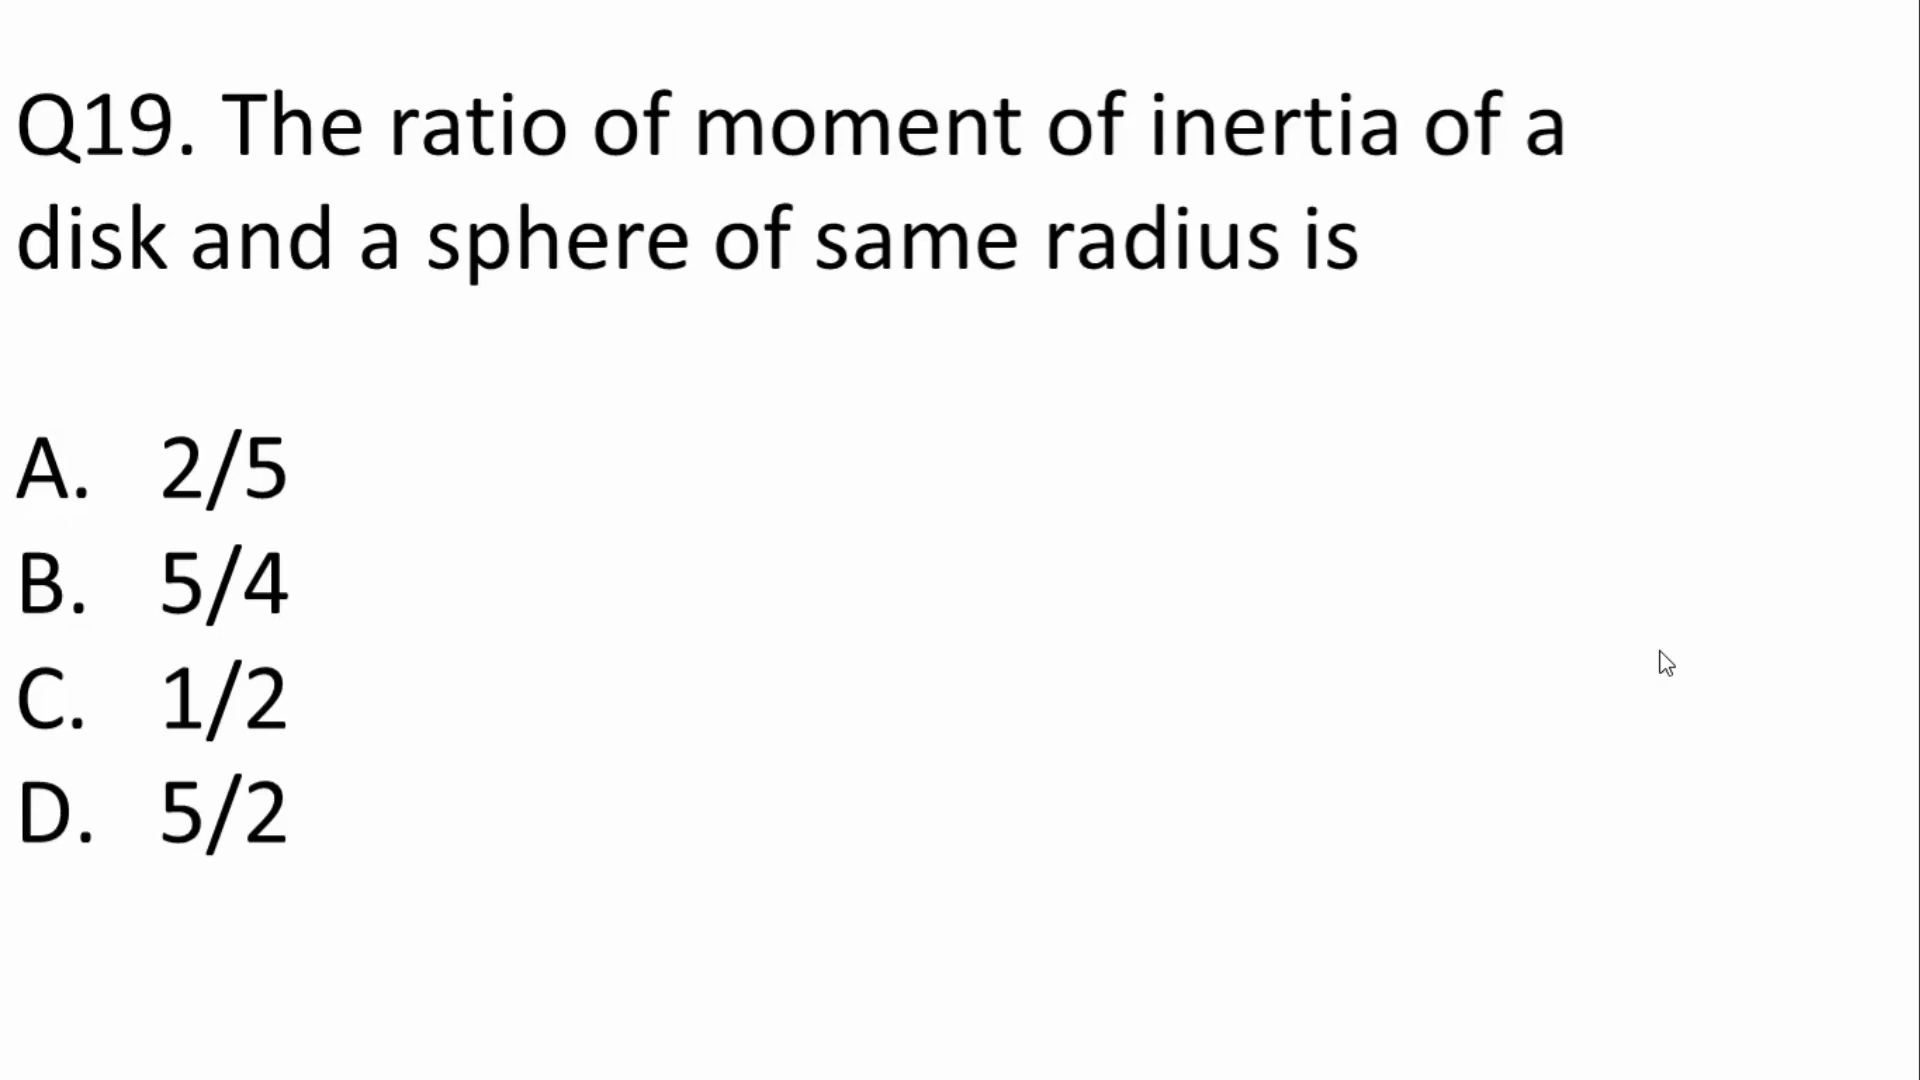 Q19. The ratio of moment of inertia of a
disk and a sphere of same radius is
A. 2/5
B. 5/4
C. 1/2
D. 5/2